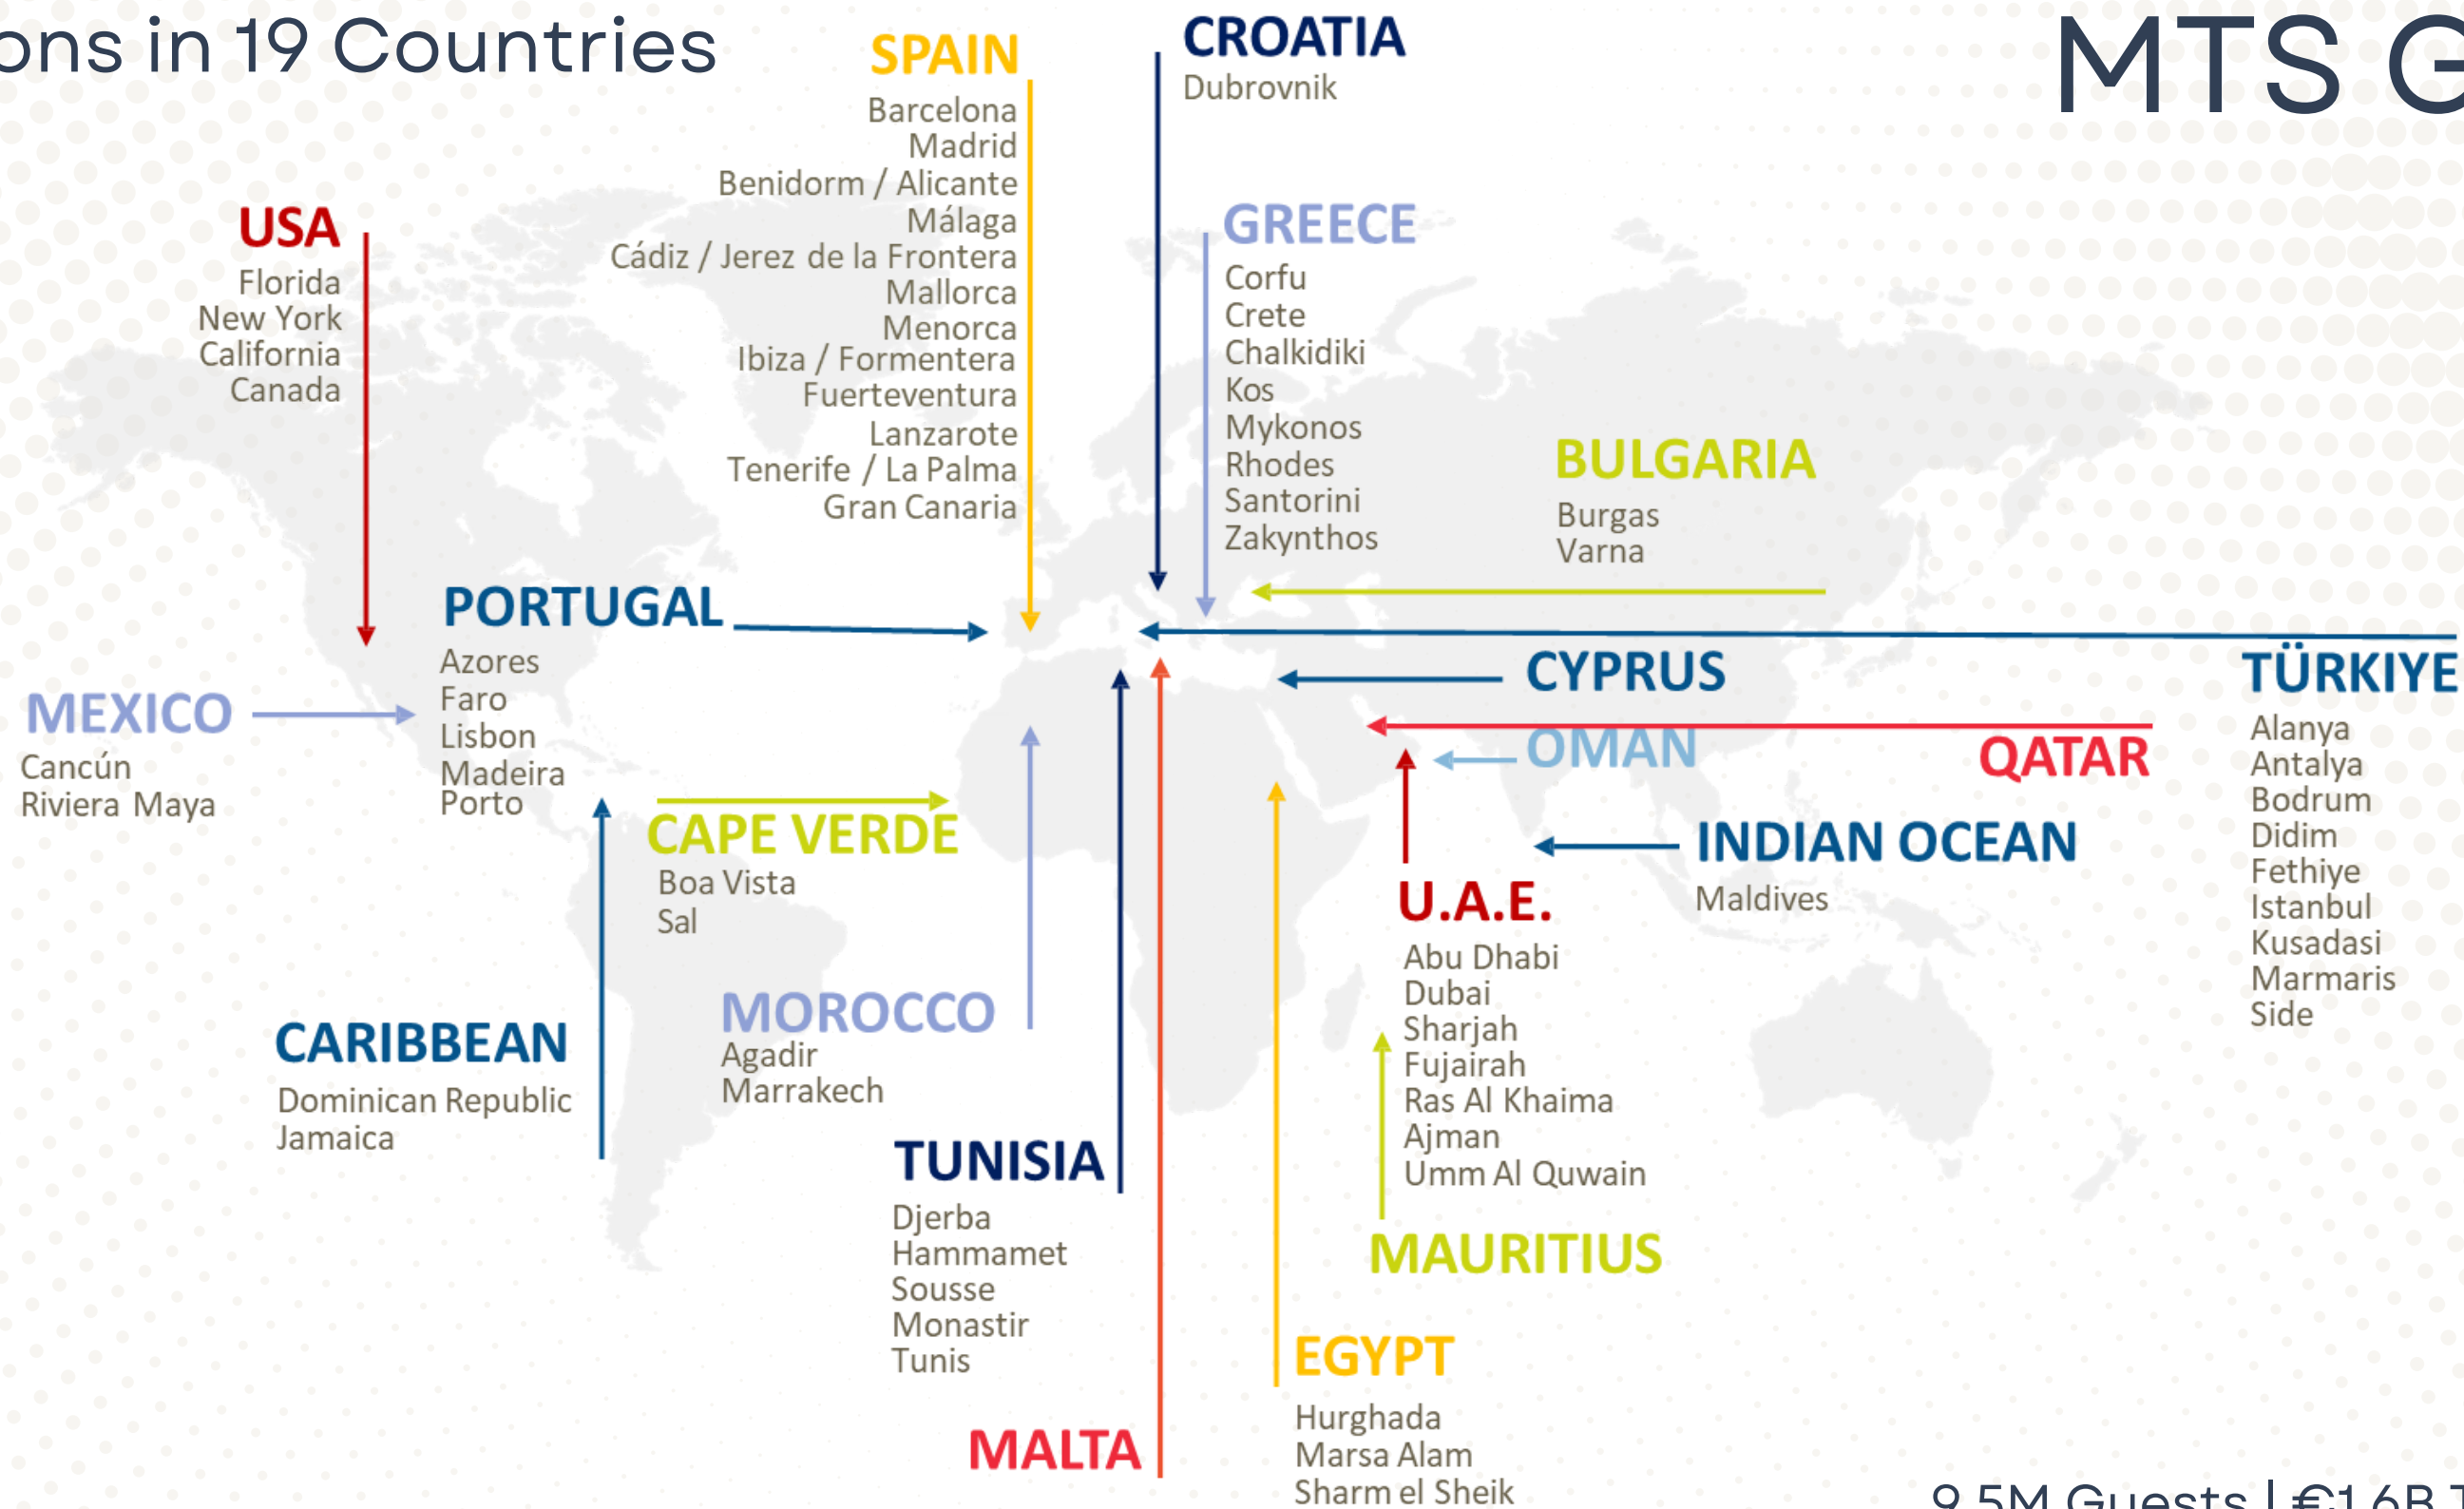 ons in 19 Countries
MTS G
SPAIN
Barcelona
Madrid
Benidorm / Alicante
Málaga
Cádiz / Jerez de la Frontera
Mallorca
Menorca
Ibiza / Formentera
Fuerteventura
Lanzarote
Tenerife / La Palma
Gran Canaria
CROATIA
Dubrovnik
USA
Florida
New York
California
Canada
GREECE
Corfu
Crete
Chalkidiki
Kos
Mykonos
Rhodes
Santorini
Zakynthos
BULGARIA
Burgas
Varna
PORTUGAL
Azores
Faro
Lisbon
Madeira
Porto
MEXICO
Cancún
Riviera Maya
CYPRUS
TÜRKIYE
Alanya
Antalya
Bodrum
Didim
Fethiye
Istanbul
Kusadasi
Marmaris
Side
OMAN
QATAR
CAPE VERDE
Boa Vista
Sal
INDIAN OCEAN
Maldives
U.A.E.
Abu Dhabi
Dubai
Sharjah
Fujairah
Ras Al Khaima
Ajman
Umm Al Quwain
MOROCCO
Agadir
Marrakech
CARIBBEAN
Dominican Republic
Jamaica
TUNISIA
Djerba
Hammamet
Sousse
Monastir
Tunis
MAURITIUS
EGYPT
Hurghada
Marsa Alam
Sharm el Sheik
MALTA
9.5M Guests | €1.6B